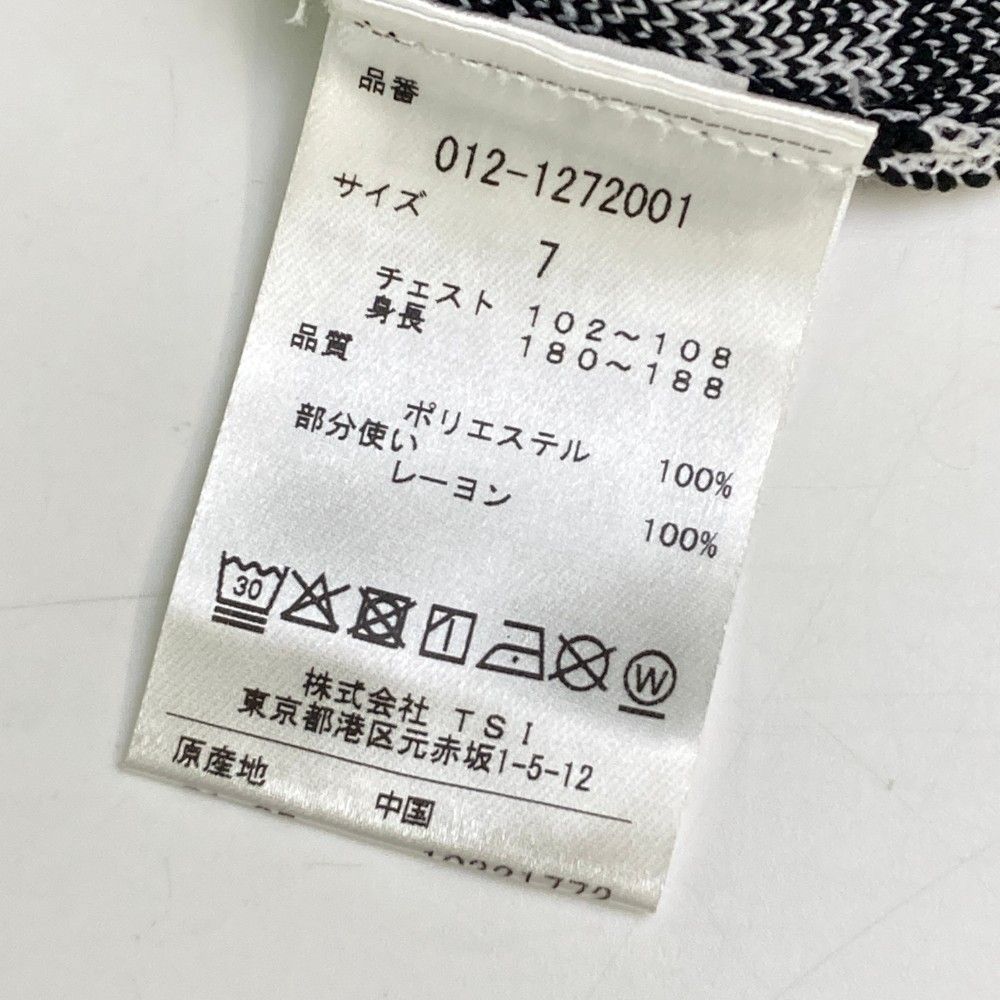 品番
012-1272001
サイズ
7
チェスト 102～108
身長 180～188
品質
ポリエステル 100%
部分使い
レーヨン 100%
30
W
株式会社 TSI
東京都港区元赤坂1-5-12
原産地 中国